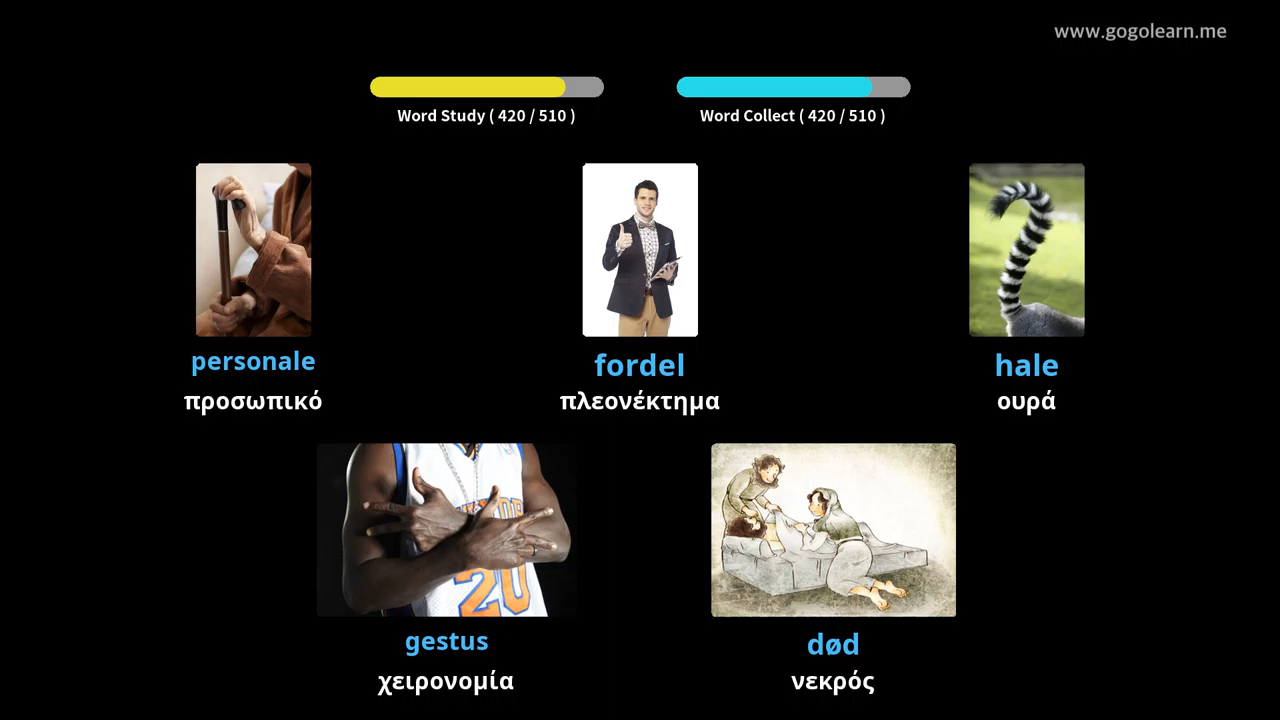 www.gogolearn.me
Word Study ( 420 / 510 )
Word Collect ( 420 / 510 )
personale
fordel
hale
προσωπικό
πλεονέκτημα
ουρά
20
gestus
død
χειρονομία
νεκρός